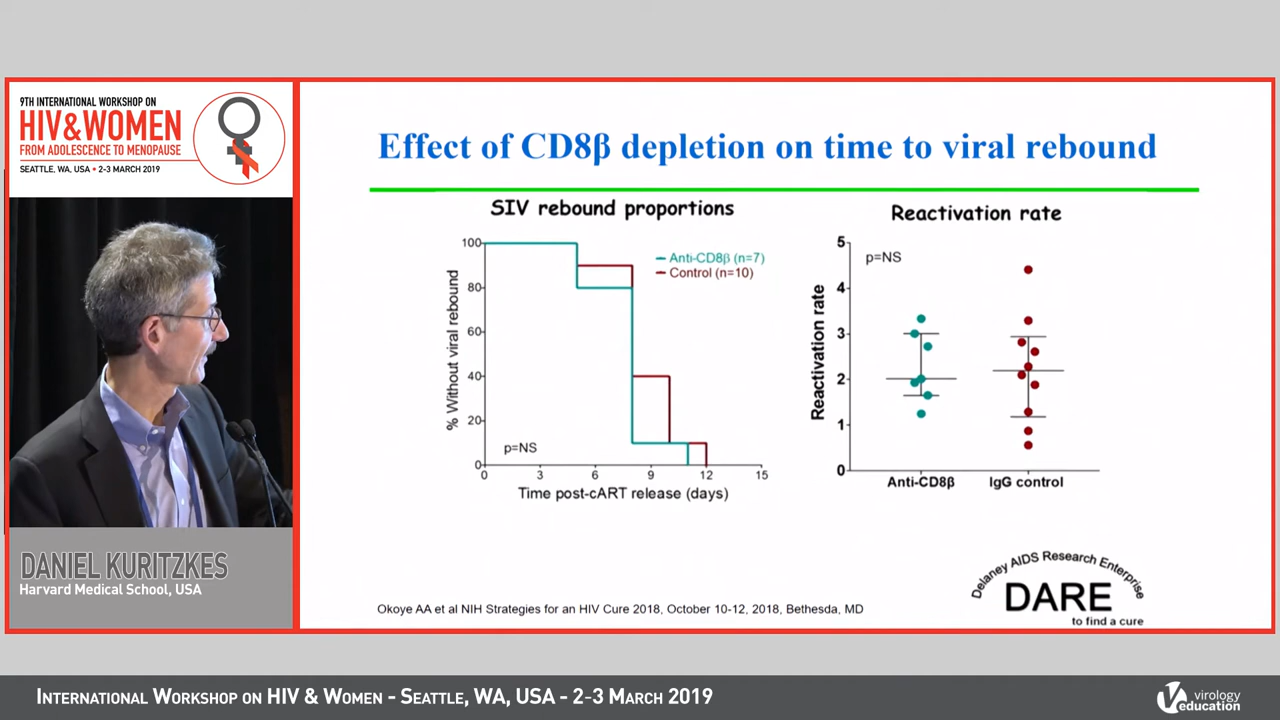 9TH INTERNATIONAL WORKSHOP ON
HIV&WOMEN
FROM ADOLESCENCE TO MENOPAUSE
SEATTLE, WA, USA • 2-3 MARCH 2019
Effect of CD8β depletion on time to viral rebound
SIV rebound proportions
% Without viral rebound
100
80
60
40
20
0
Anti-CD8β (n=7)
Control (n=10)
p=NS
0 3 6 9 12 15
Time post-cART release (days)
Reactivation rate
Reactivation rate
5
4
3
2
1
0
p=NS
Anti-CD8β IgG control
DANIEL KURITZKES
Harvard Medical School, USA
Okoye AA et al NIH Strategies for an HIV Cure 2018, October 10-12, 2018, Bethesda, MD
Delaney AIDS Research Enterprise
DARE
to find a cure
INTERNATIONAL WORKSHOP ON HIV & WOMEN - SEATTLE, WA, USA - 2-3 MARCH 2019
virology
education